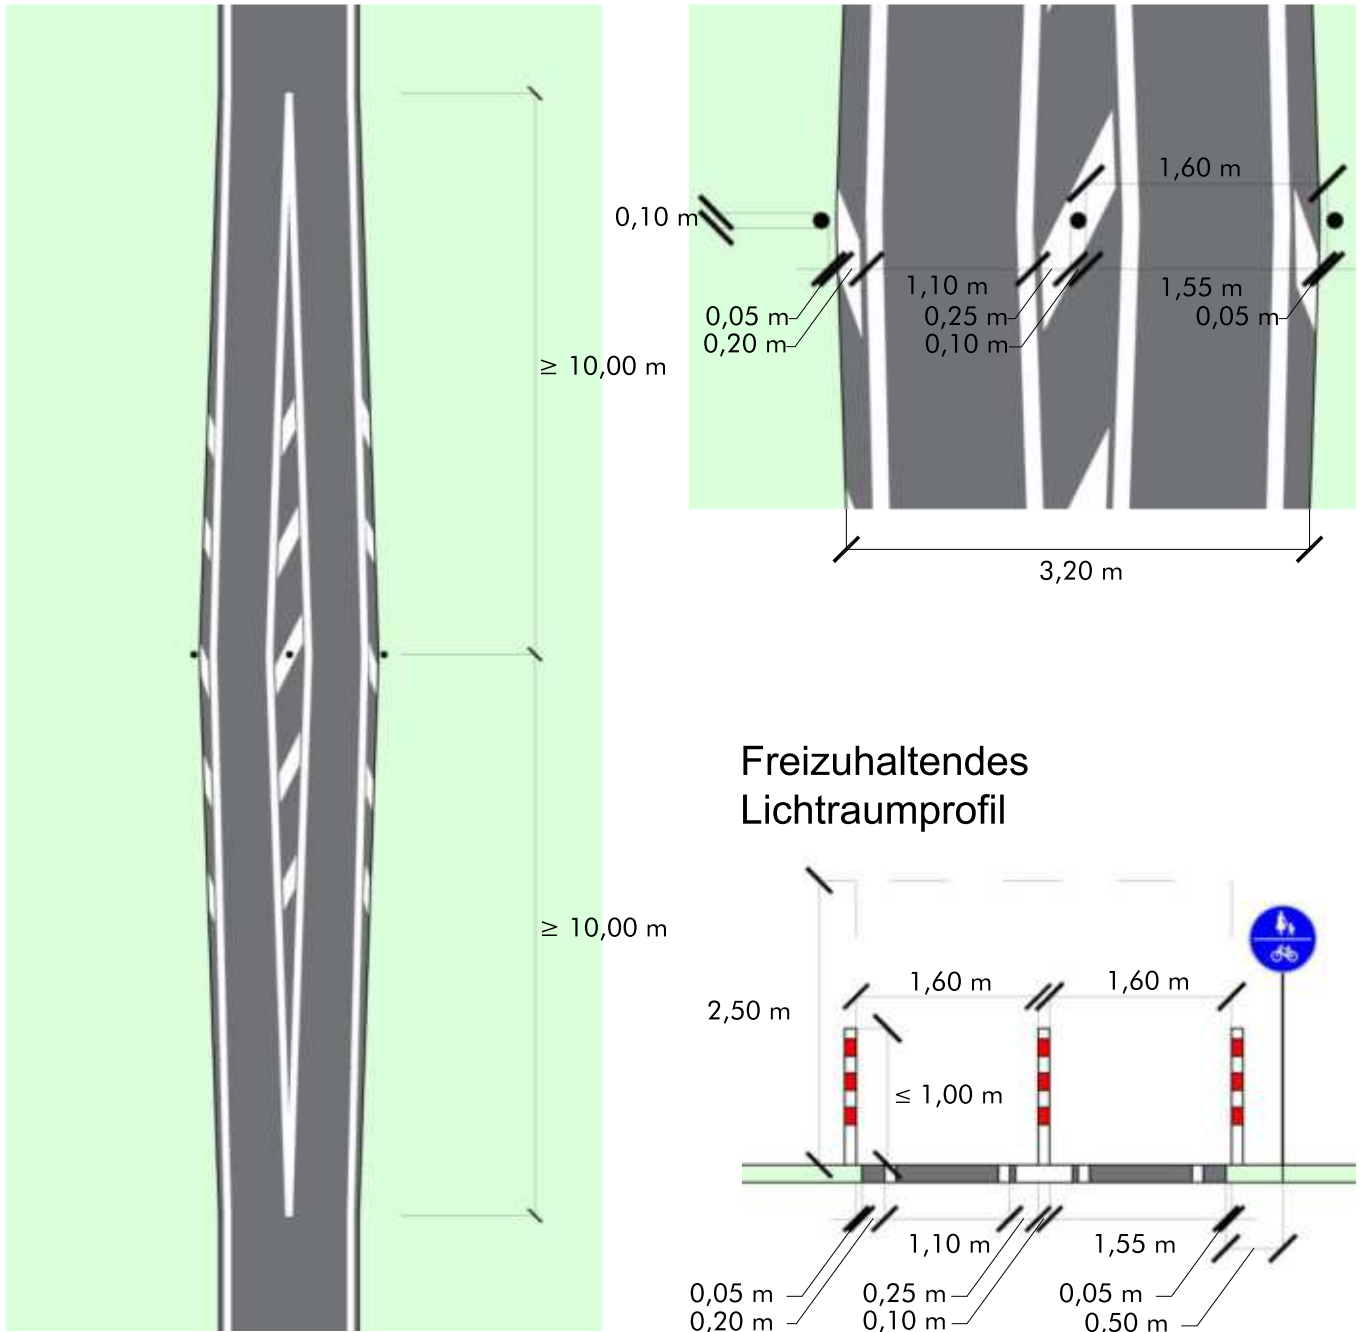 ≥ 10,00 m
≥ 10,00 m
0,10 m
1,60 m
1,10 m
1,55 m
0,05 m
0,25 m
0,05 m
0,20 m
0,10 m
3,20 m
Freizuhaltendes
Lichtraumprofil
1,60 m
1,60 m
2,50 m
≤ 1,00 m
1,10 m
1,55 m
0,05 m
0,25 m
0,05 m
0,20 m
0,10 m
0,50 m